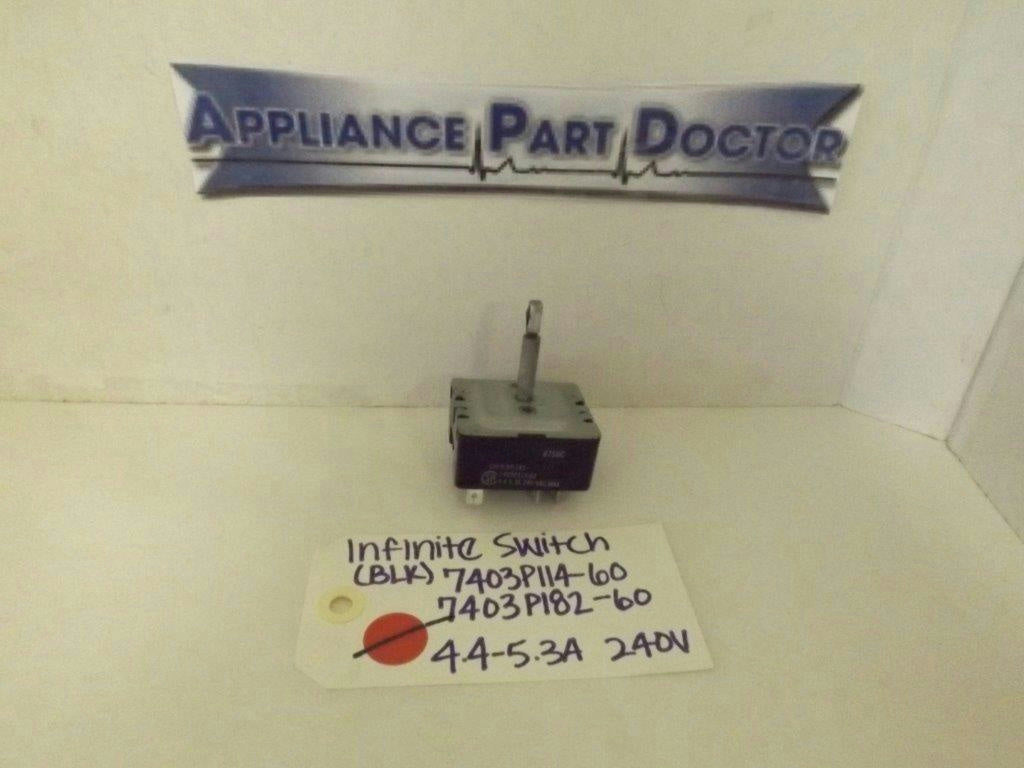 APPLIANCE PART DOCTOR
Infinite Switch
(BLK) 7403P114-60
7403P182-60
4.4-5.3A 240V